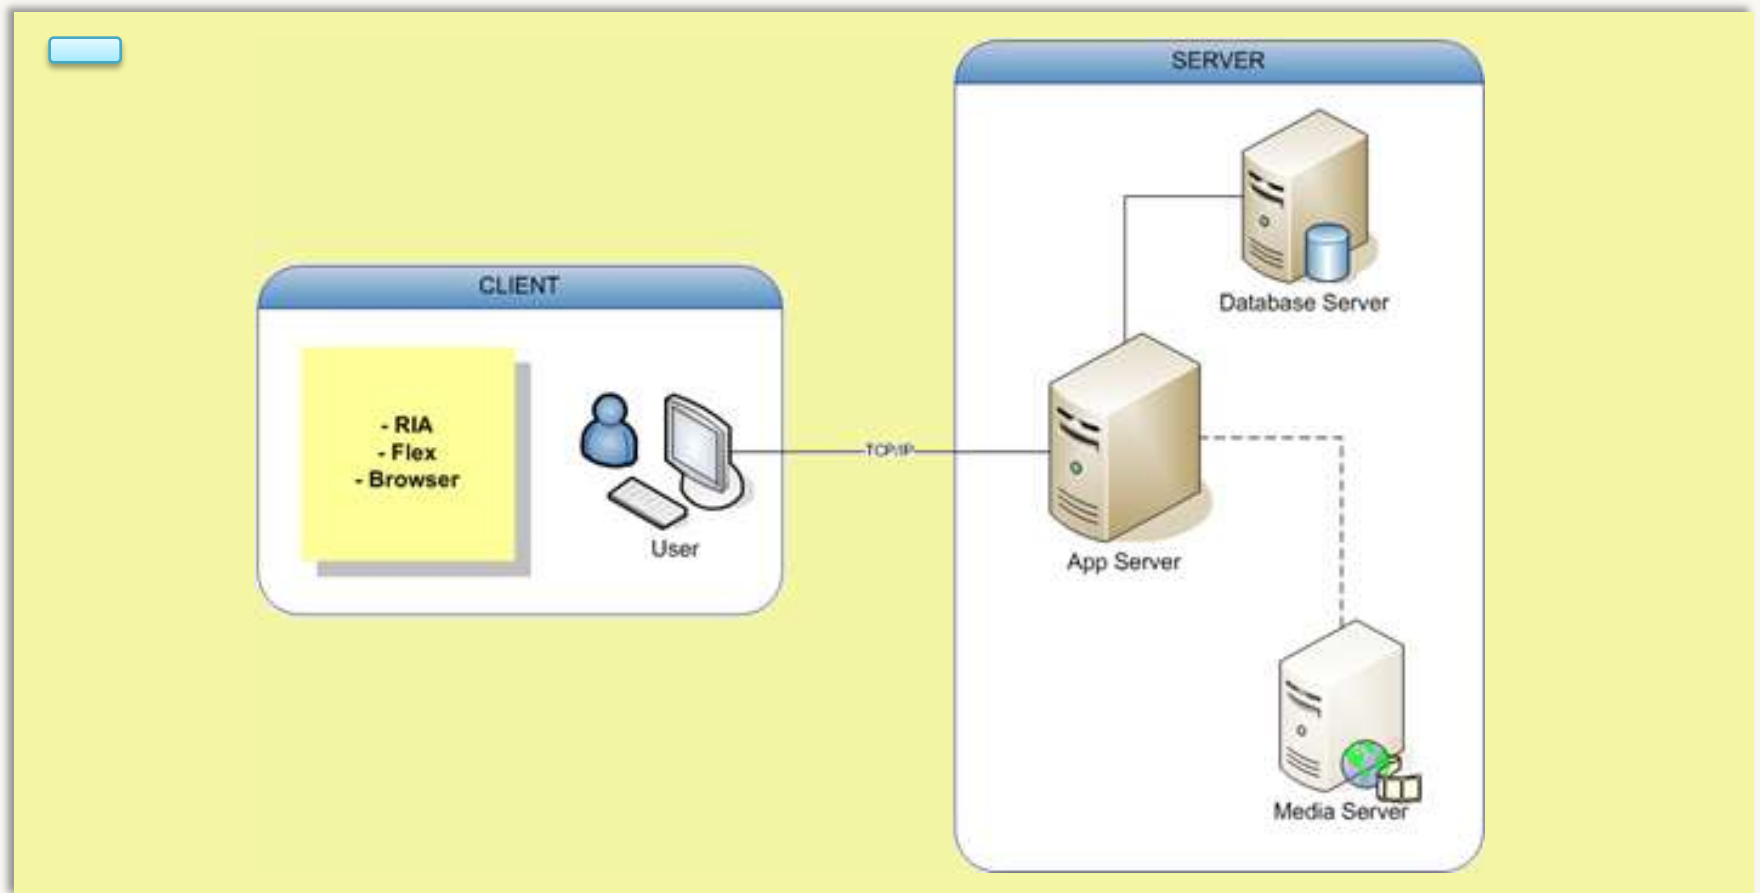 SERVER
Database Server
CLIENT
- RIA
- Flex
- Browser
User
TCP/IP
App Server
Media Server